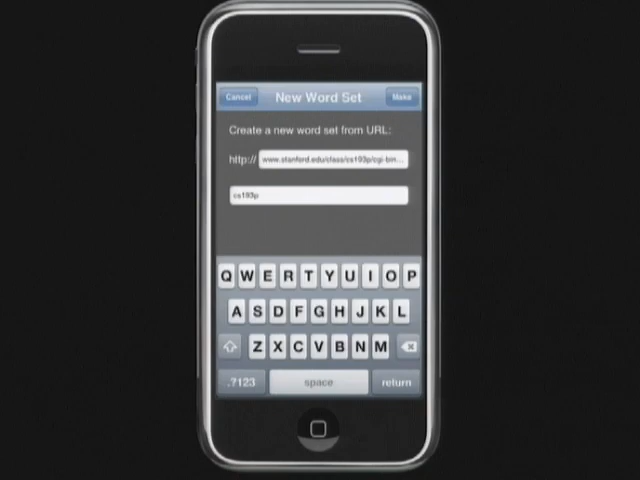 Cancel New Word Set Make
Create a new word set from URL:
http:// www.stanford.edu/class/cs193p/cgi-bin...
cs193p
Q W E R T Y U I O P
A S D F G H J K L
Z X C V B N M
.?123 space return